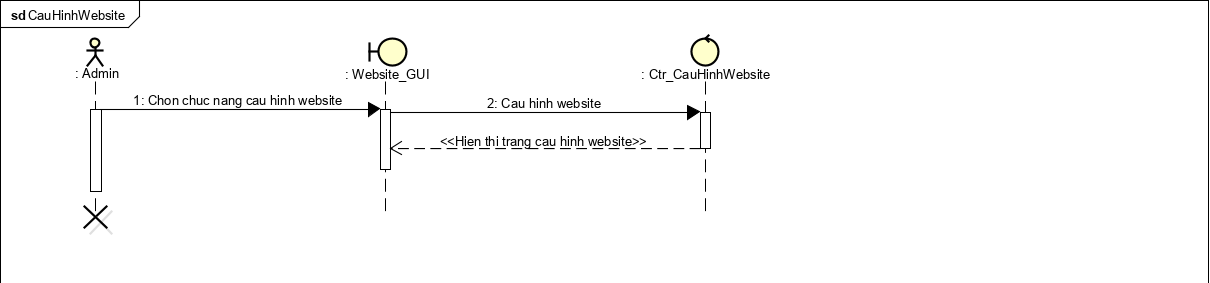 sd CauHinhWebsite
: Admin
: Website_GUI
: Ctr_CauHinhWebsite
1: Chon chuc nang cau hinh website
2: Cau hinh website
<<Hien thi trang cau hinh website>>